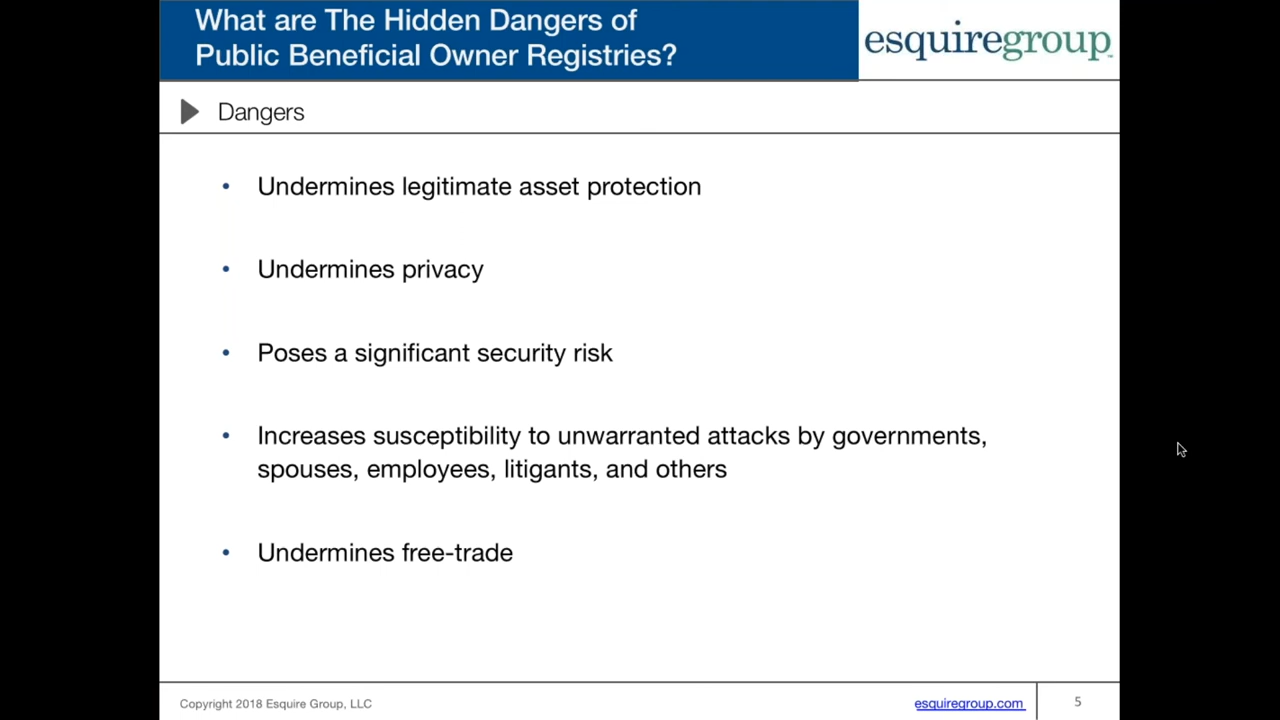 What are The Hidden Dangers of
Public Beneficial Owner Registries?
esquiregroup™
Dangers
• Undermines legitimate asset protection
• Undermines privacy
• Poses a significant security risk
• Increases susceptibility to unwarranted attacks by governments,
spouses, employees, litigants, and others
• Undermines free-trade
Copyright 2018 Esquire Group, LLC
esquiregroup.com
5